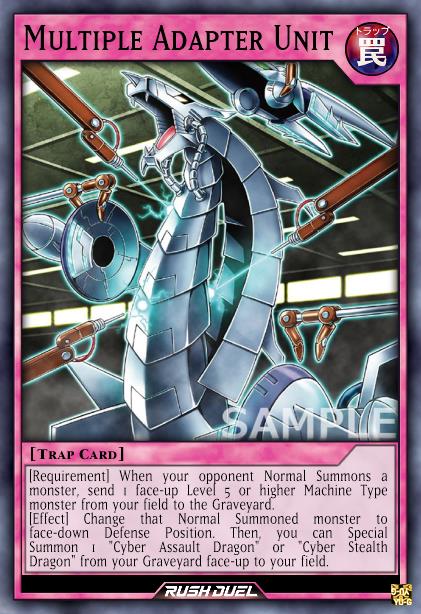 MULTIPLE ADAPTER UNIT
トラップ
罠
SAMPLE
[TRAP CARD]
[Requirement] When your opponent Normal Summons a
monster, send 1 face-up Level 5 or higher Machine Type
monster from your field to the Graveyard.
[Effect] Change that Normal Summoned monster to
face-down Defense Position. Then, you can Special
Summon 1 "Cyber Assault Dragon" or "Cyber Stealth
Dragon" from your Graveyard face-up to your field.
RUSH DUEL